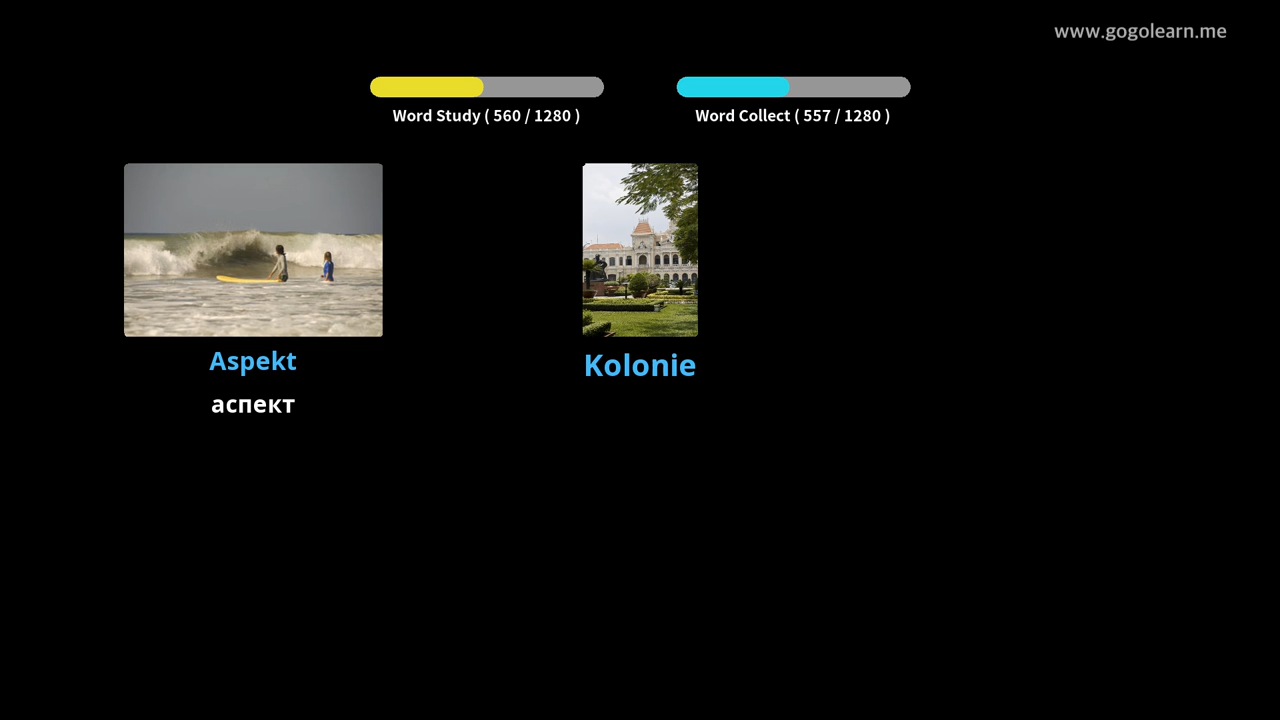 www.gogolearn.me
Word Study ( 560 / 1280 )
Word Collect ( 557 / 1280 )
Aspekt
аспект
Kolonie